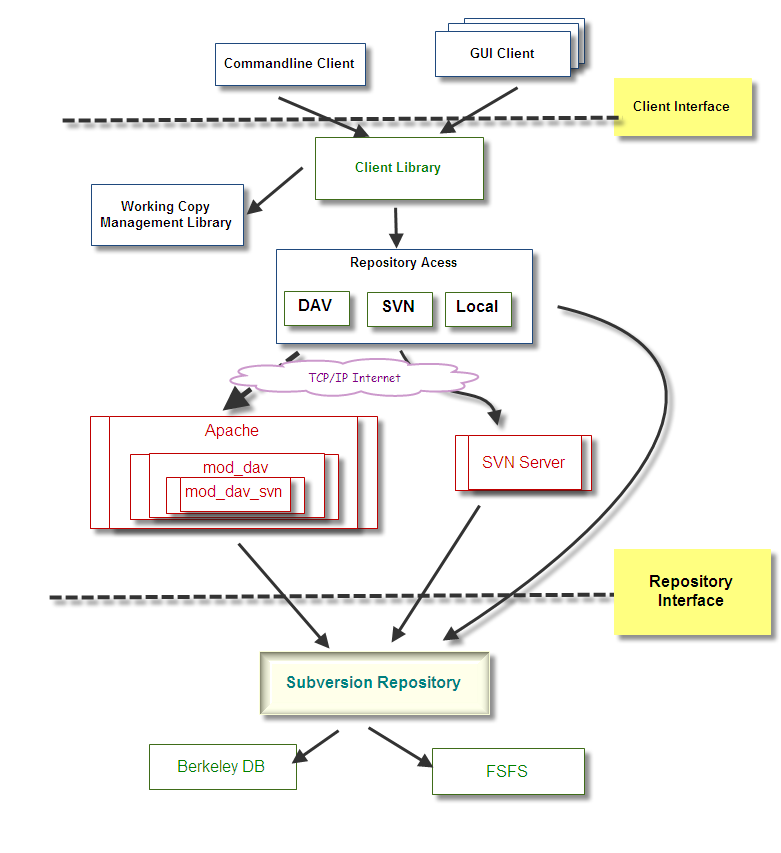 GUI Client
Commandline Client
Client Interface
Client Library
Working Copy
Management Library
Repository Acess
DAV
SVN
Local
TCP/IP Internet
Apache
mod_dav
mod_dav_svn
SVN Server
Repository
Interface
Subversion Repository
Berkeley DB
FSFS